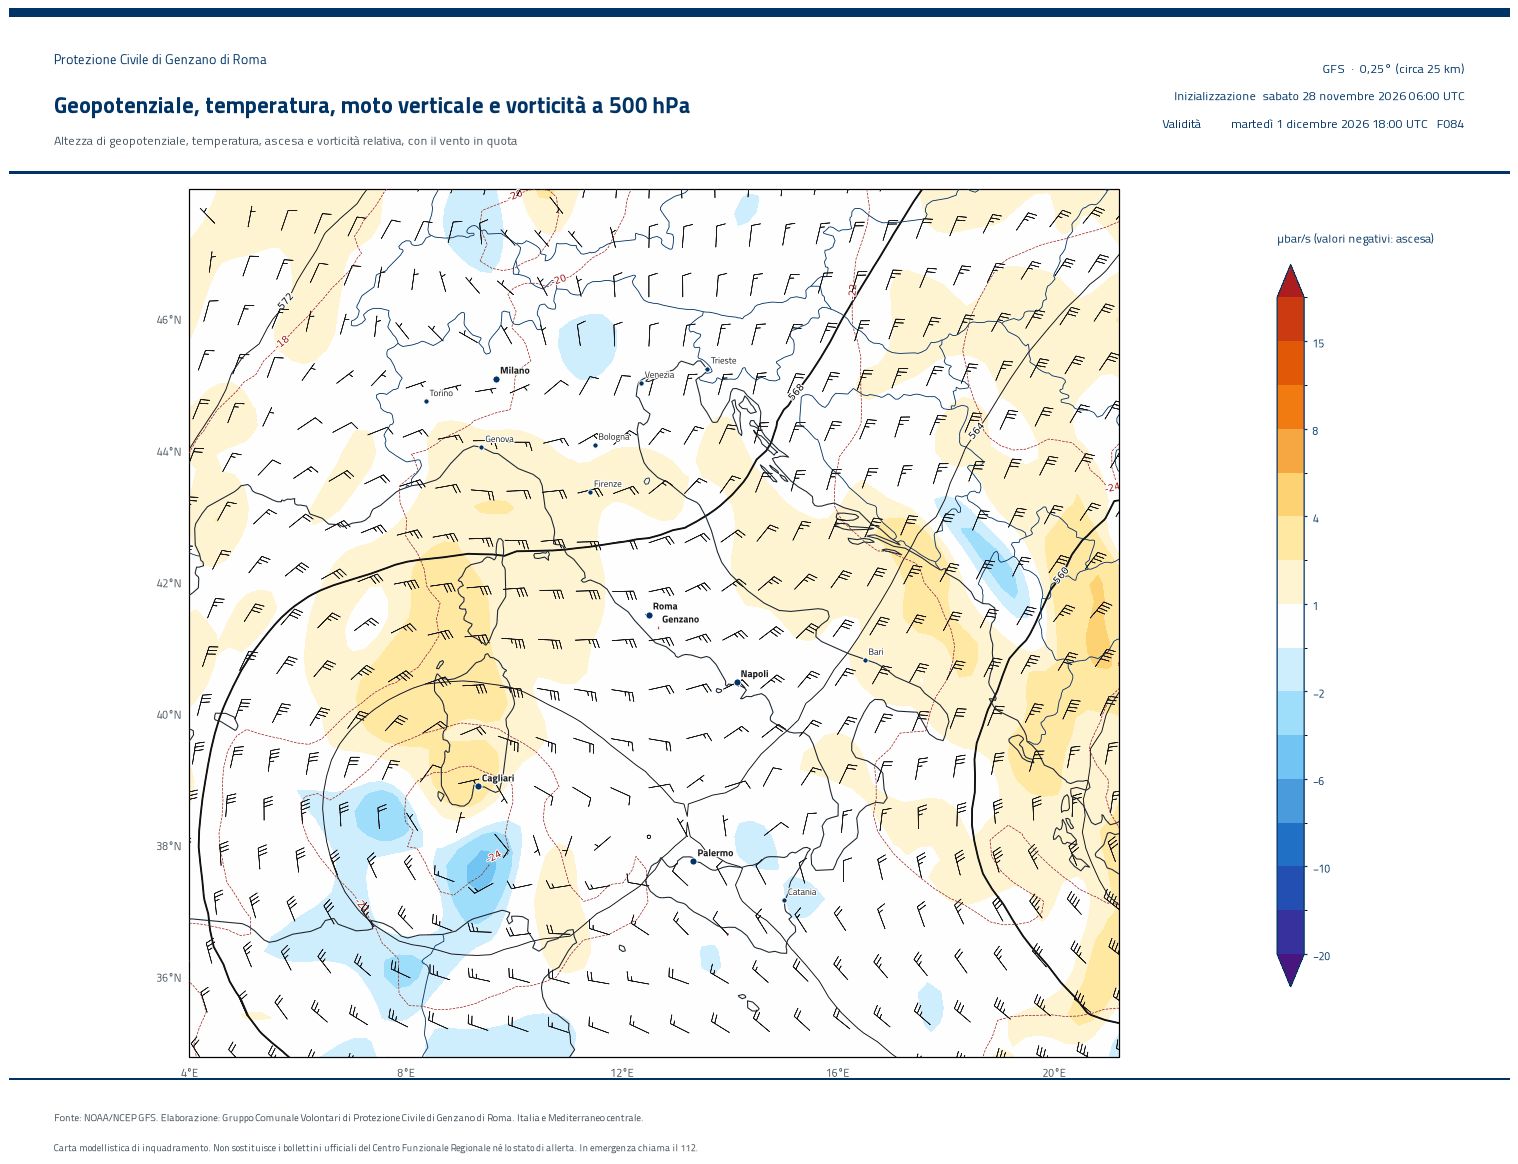 Protezione Civile di Genzano di Roma
Geopotenziale, temperatura, moto verticale e vorticità a 500 hPa
Altezza di geopotenziale, temperatura, ascesa e vorticità relativa, con il vento in quota
GFS · 0,25° (circa 25 km)
Inizializzazione sabato 28 novembre 2026 06:00 UTC
Validità martedì 1 dicembre 2026 18:00 UTC F084
µbar/s (valori negativi: ascesa)
15
8
4
1
−2
−6
−10
−20
46°N
44°N
42°N
40°N
38°N
36°N
4°E
8°E
12°E
16°E
20°E
572
568
564
560
-18
-20
-20
-22
-24
-24
Milano
Torino
Venezia
Trieste
Genova
Bologna
Firenze
Roma
Genzano
Napoli
Bari
Cagliari
Palermo
Catania
Fonte: NOAA/NCEP GFS. Elaborazione: Gruppo Comunale Volontari di Protezione Civile di Genzano di Roma. Italia e Mediterraneo centrale.
Carta modellistica di inquadramento. Non sostituisce i bollettini ufficiali del Centro Funzionale Regionale né lo stato di allerta. In emergenza chiama il 112.